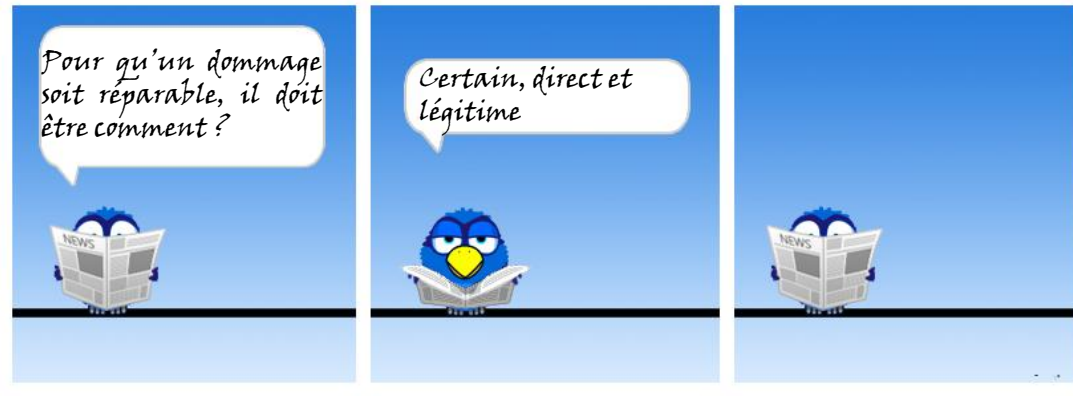 Pour qu'un dommage
soit réparable, il doit
être comment ?
NEWS
Certain, direct et
légitime
NEWS